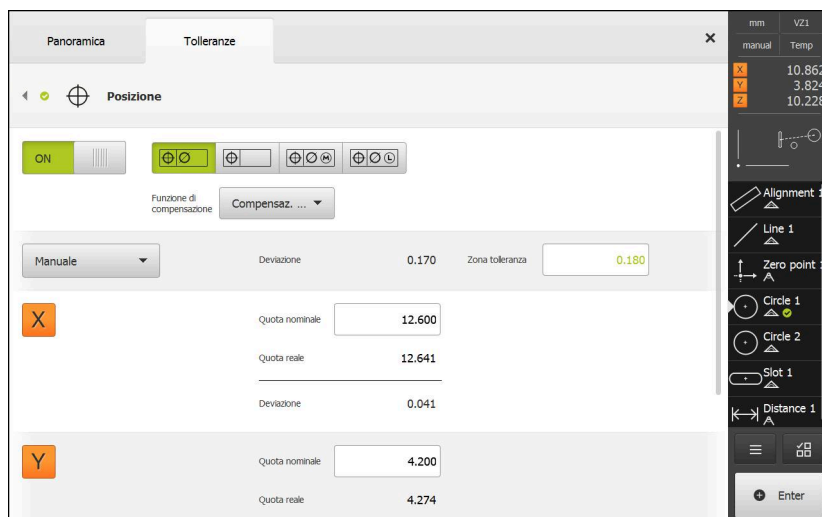 Panoramica
Tolleranze
Posizione
ON
Funzione di
compensazione
Compensaz. ...
Manuale
Deviazione
0.170
Zona tolleranza
0.180
X
Quota nominale
12.600
Quota reale
12.641
Deviazione
0.041
Y
Quota nominale
4.200
Quota reale
4.274
mm
VZ1
manual
Temp
X 10.862
Y 3.824
Z 10.228
Alignment 1
Line 1
Zero point
Circle 1
Circle 2
Slot 1
Distance 1
Enter